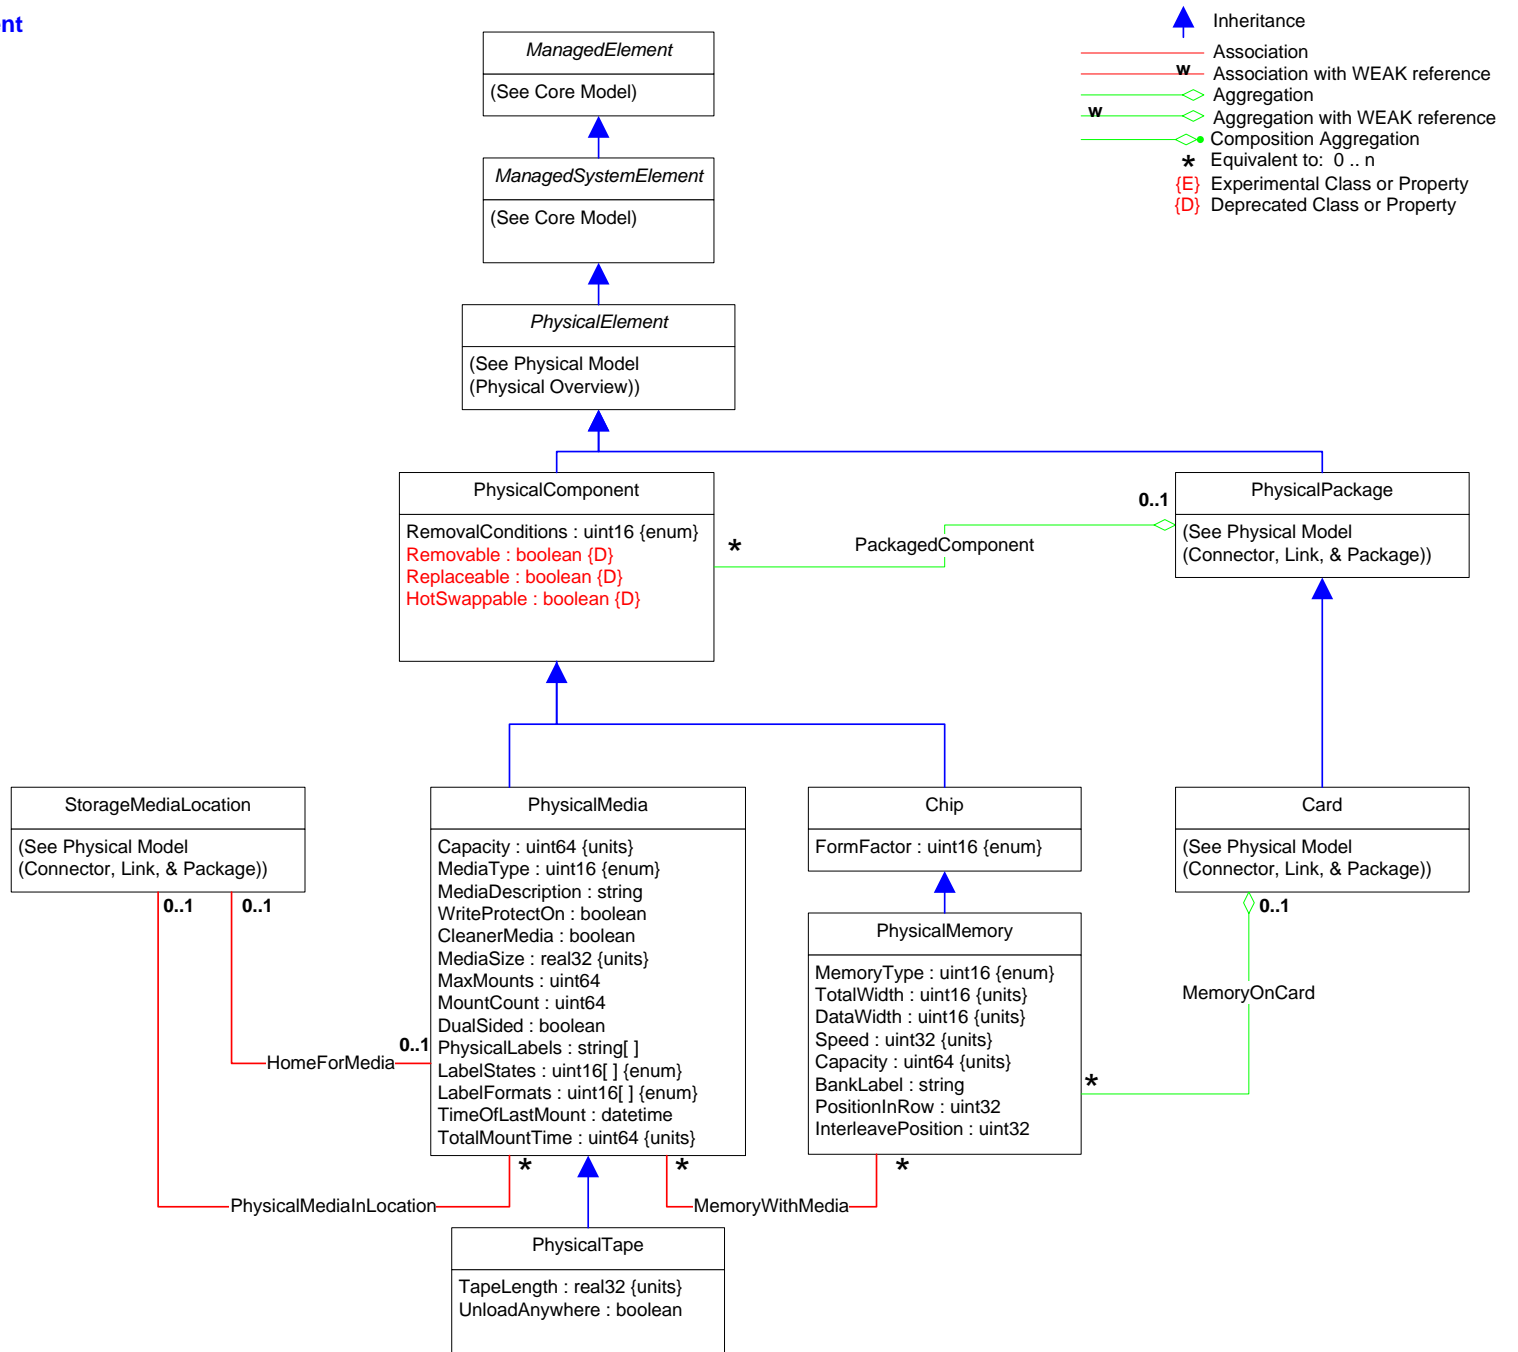 nt
Inheritance
Association
w Association with WEAK reference
Aggregation
w Aggregation with WEAK reference
Composition Aggregation
* Equivalent to: 0 .. n
{E} Experimental Class or Property
{D} Deprecated Class or Property
ManagedElement
(See Core Model)
ManagedSystemElement
(See Core Model)
PhysicalElement
(See Physical Model
(Physical Overview))
PhysicalComponent
RemovalConditions : uint16 {enum}
Removable : boolean {D}
Replaceable : boolean {D}
HotSwappable : boolean {D}
*
PackagedComponent
0..1
PhysicalPackage
(See Physical Model
(Connector, Link, & Package))
StorageMediaLocation
(See Physical Model
(Connector, Link, & Package))
0..1
0..1
HomeForMedia
0..1
PhysicalMedia
Capacity : uint64 {units}
MediaType : uint16 {enum}
MediaDescription : string
WriteProtectOn : boolean
CleanerMedia : boolean
MediaSize : real32 {units}
MaxMounts : uint64
MountCount : uint64
DualSided : boolean
PhysicalLabels : string[ ]
LabelStates : uint16[ ] {enum}
LabelFormats : uint16[ ] {enum}
TimeOfLastMount : datetime
TotalMountTime : uint64 {units}
Chip
FormFactor : uint16 {enum}
PhysicalMemory
MemoryType : uint16 {enum}
TotalWidth : uint16 {units}
DataWidth : uint16 {units}
Speed : uint32 {units}
Capacity : uint64 {units}
BankLabel : string
PositionInRow : uint32
InterleavePosition : uint32
Card
(See Physical Model
(Connector, Link, & Package))
0..1
MemoryOnCard
*
*
*
*
PhysicalMediaInLocation
MemoryWithMedia
PhysicalTape
TapeLength : real32 {units}
UnloadAnywhere : boolean